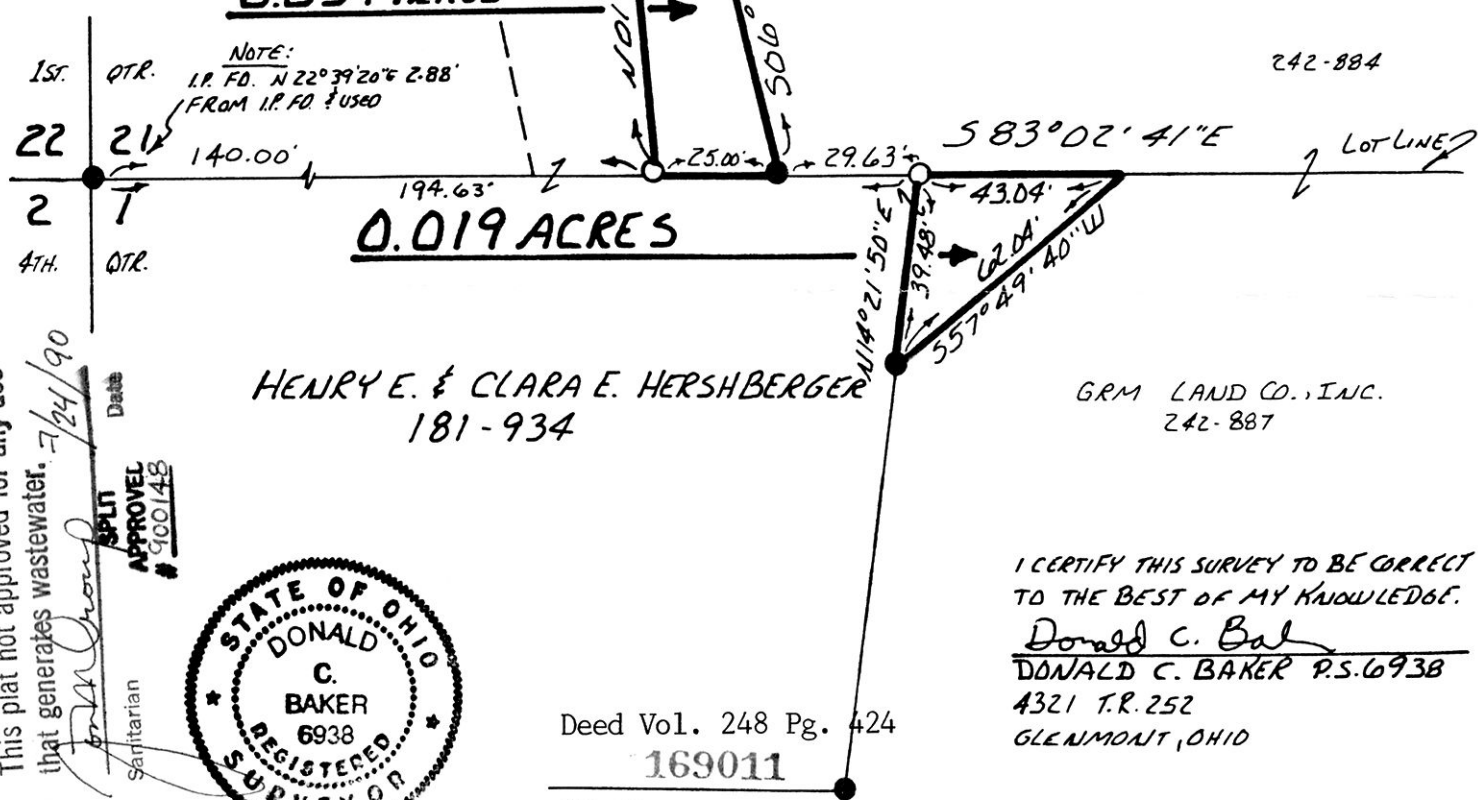 1ST. QTR.
NOTE:
I.P. FD. N 22° 39' 20" E 2.88'
FROM I.P. FD. & USED
22 21
140.00'
2 1
4TH. QTR.
194.63'
25.00'
29.63'
S 83° 02' 41" E
LOT LINE
242-884
43.04'
0.019 ACRES
N 14° 21' 50" E
39.48'
62.04'
S 57° 49' 40" W
N01
S06°
HENRY E. & CLARA E. HERSHBERGER
181-934
GRM LAND CO., INC.
242-887
that generates wastewater. 7/24/90
Date
Sanitarian
SPLIT
APPROVED
# 900148
STATE OF OHIO
DONALD
C.
BAKER
6938
REGISTERED
SURVEYOR
Deed Vol. 248 Pg. 424
169011
I CERTIFY THIS SURVEY TO BE CORRECT
TO THE BEST OF MY KNOWLEDGE.
Donald C. Baker
DONALD C. BAKER P.S. 6938
4321 T.R. 252
GLENMONT, OHIO
This plat not approved for any